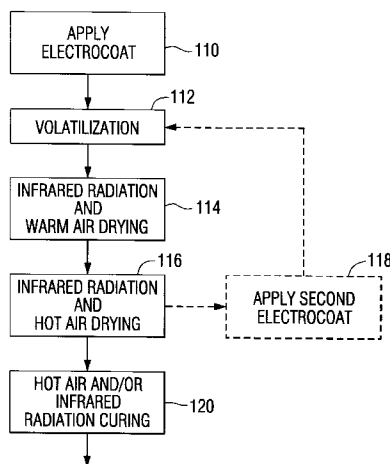 APPLY
ELECTROCOAT
110
112
VOLATILIZATION
INFRARED RADIATION
AND
WARM AIR DRYING
114
116
INFRARED RADIATION
AND
HOT AIR DRYING
118
APPLY SECOND
ELECTROCOAT
HOT AIR AND/OR
INFRARED
RADIATION CURING
120